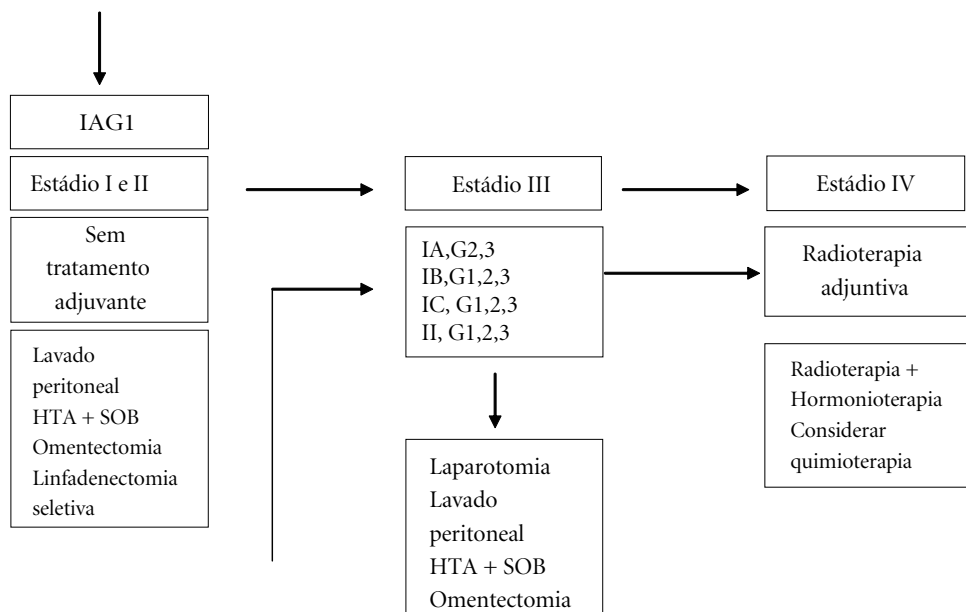 IAG1
Estádio I e II
Sem
tratamento
adjuvante
Lavado
peritoneal
HTA + SOB
Omentectomia
Linfadenectomia
seletiva
Estádio III
IA,G2,3
IB,G1,2,3
IC, G1,2,3
II, G1,2,3
Laparotomia
Lavado
peritoneal
HTA + SOB
Omentectomia
Estádio IV
Radioterapia
adjuntiva
Radioterapia +
Hormonioterapia
Considerar
quimioterapia